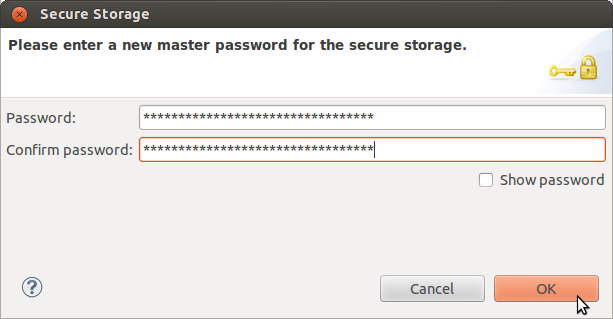 Secure Storage
Please enter a new master password for the secure storage.
Password: *********************************
Confirm password: *********************************
Show password
? Cancel OK